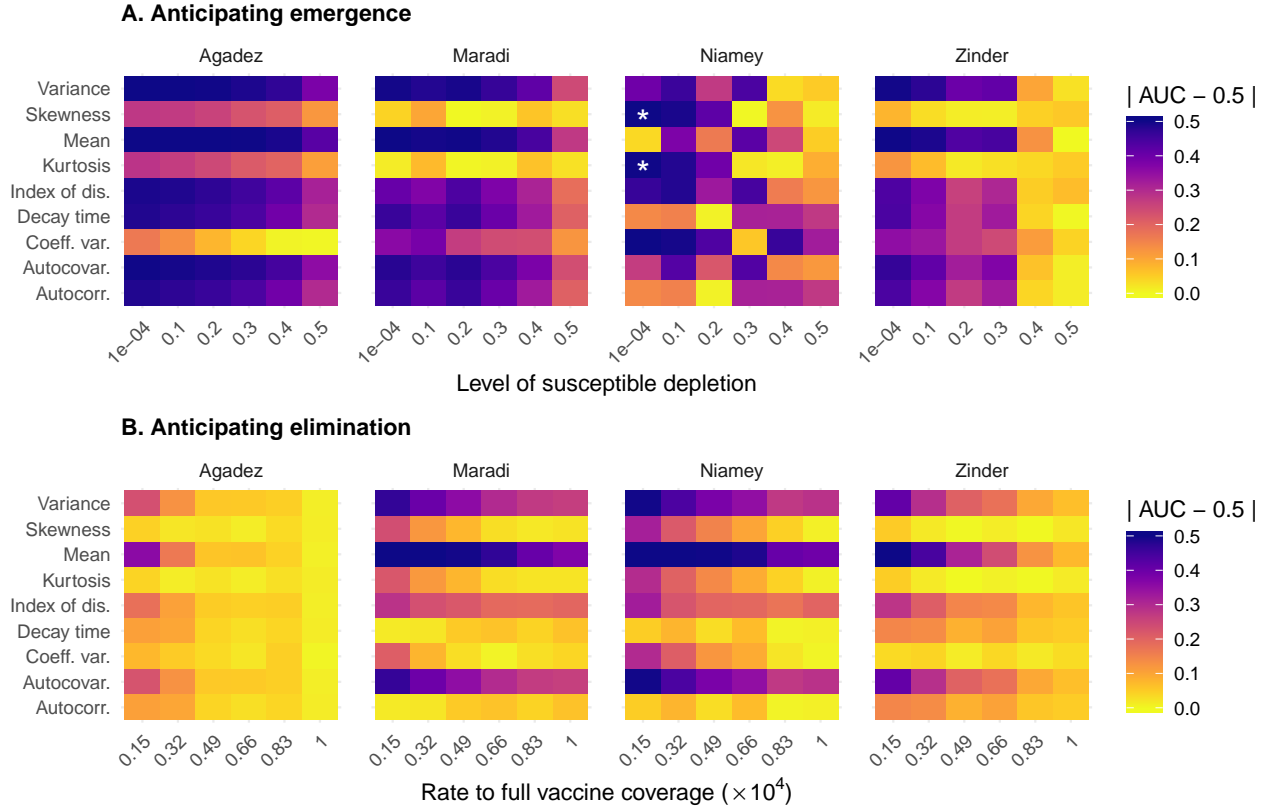 A. Anticipating emergence
Agadez Maradi Niamey Zinder
Variance
Skewness
Mean
Kurtosis
Index of dis.
Decay time
Coeff. var.
Autocovar.
Autocorr.
* 
*
| AUC − 0.5 |
0.5
0.4
0.3
0.2
0.1
0.0
1e−04 0.1 0.2 0.3 0.4 0.5 1e−04 0.1 0.2 0.3 0.4 0.5 1e−04 0.1 0.2 0.3 0.4 0.5 1e−04 0.1 0.2 0.3 0.4 0.5
Level of susceptible depletion
B. Anticipating elimination
Agadez Maradi Niamey Zinder
Variance
Skewness
Mean
Kurtosis
Index of dis.
Decay time
Coeff. var.
Autocovar.
Autocorr.
| AUC − 0.5 |
0.5
0.4
0.3
0.2
0.1
0.0
0.15 0.32 0.49 0.66 0.83 1 0.15 0.32 0.49 0.66 0.83 1 0.15 0.32 0.49 0.66 0.83 1 0.15 0.32 0.49 0.66 0.83 1
Rate to full vaccine coverage (×10⁴)